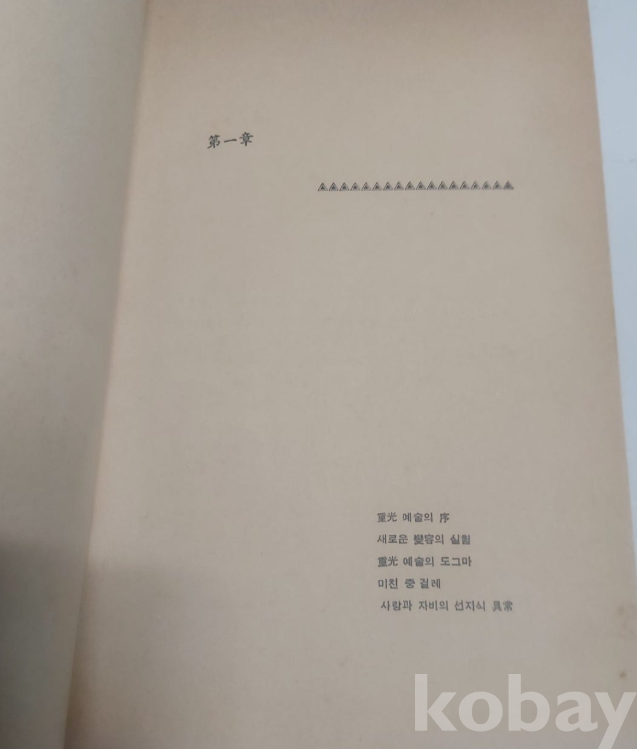 第一章
重光 예술의 序
새로운 變容의 실험
重光 예술의 도그마
미친 중 걸레
사랑과 자비의 선지식 異常
kobay